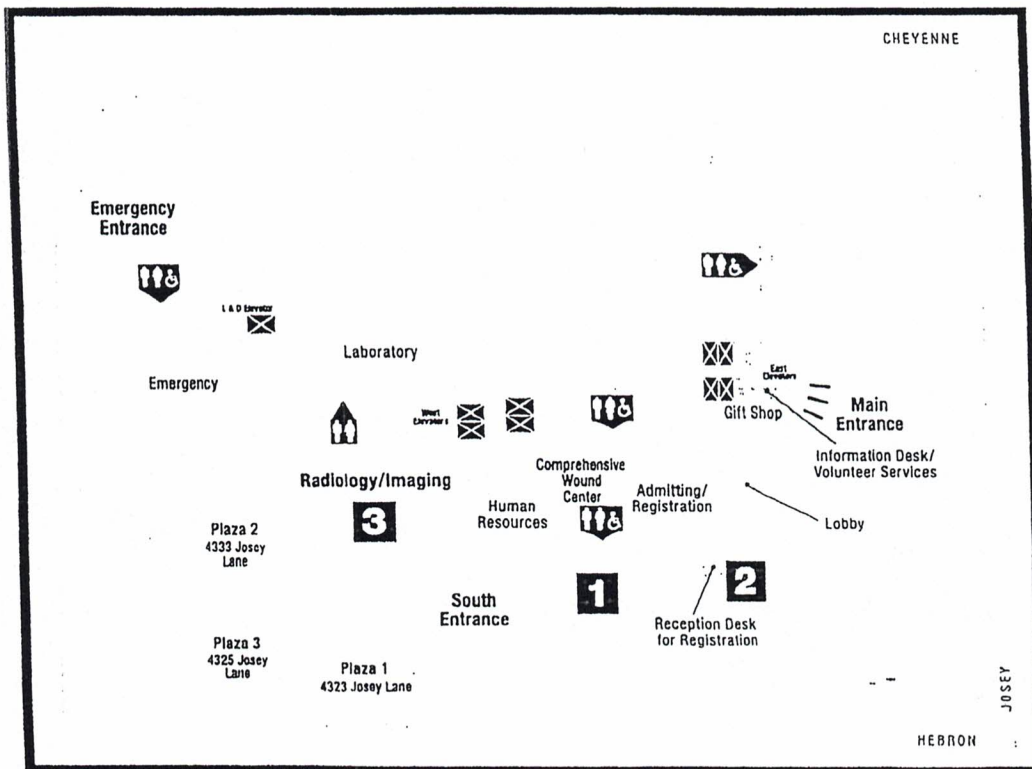 CHEYENNE
Emergency
Entrance
L & D Elevator
Laboratory
Emergency
East
Elevators
Gift Shop
Main
Entrance
West
Elevators
Information Desk/
Volunteer Services
Comprehensive
Wound
Center
Radiology/Imaging
Admitting/
Registration
Human
Resources
Lobby
3
Plaza 2
4333 Josey
Lane
1
2
South
Entrance
Reception Desk
for Registration
Plaza 3
4325 Josey
Lane
Plaza 1
4323 Josey Lane
JOSEY
HEBRON